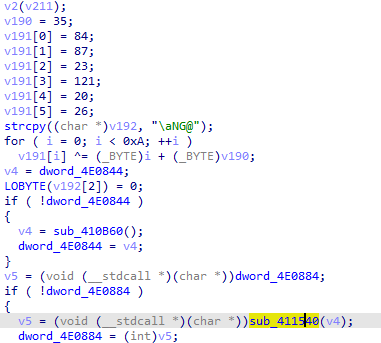 v2(v211);
v190 = 35;
v191[0] = 84;
v191[1] = 87;
v191[2] = 23;
v191[3] = 121;
v191[4] = 20;
v191[5] = 26;
strcpy((char *)v192, "\aNG@");
for ( i = 0; i < 0xA; ++i )
v191[i] ^= (_BYTE)i + (_BYTE)v190;
v4 = dword_4E0844;
LOBYTE(v192[2]) = 0;
if ( !dword_4E0844 )
{
v4 = sub_410B60();
dword_4E0844 = v4;
}
v5 = (void (__stdcall *)(char *))dword_4E0884;
if ( !dword_4E0884 )
{
v5 = (void (__stdcall *)(char *))sub_411540(v4);
dword_4E0884 = (int)v5;